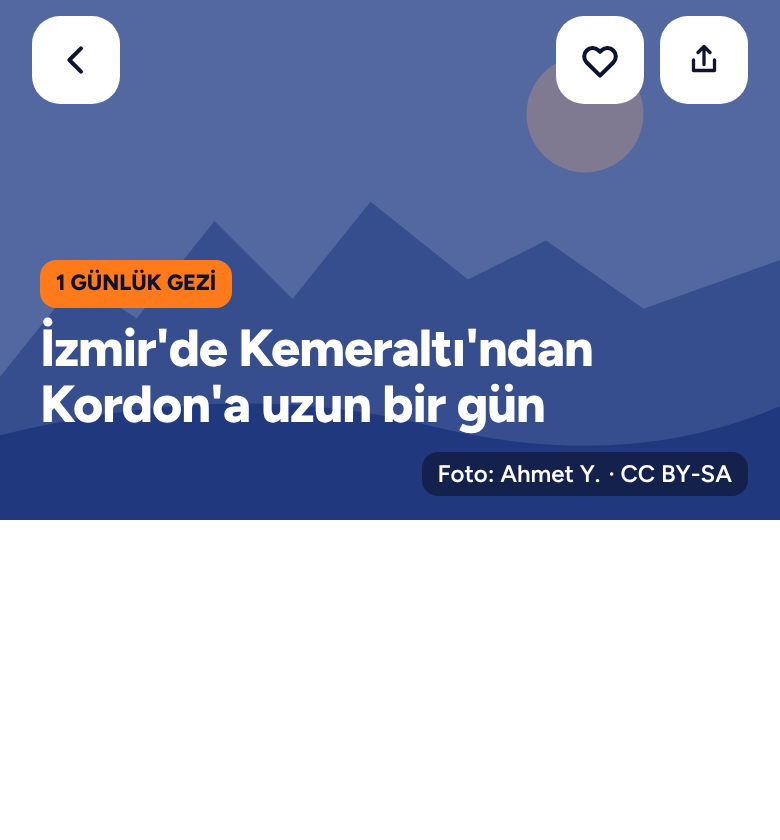 1 GÜNLÜK GEZİ
İzmir'de Kemeraltı'ndan
Kordon'a uzun bir gün
Foto: Ahmet Y. · CC BY-SA